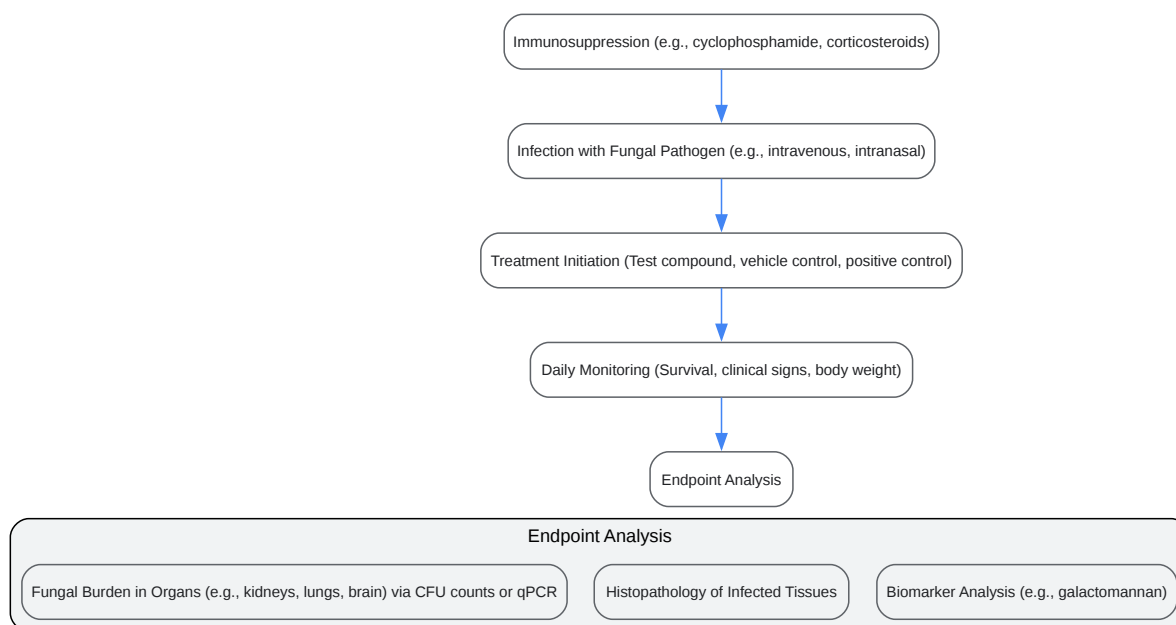 Immunosuppression (e.g., cyclophosphamide, corticosteroids)
Infection with Fungal Pathogen (e.g., intravenous, intranasal)
Treatment Initiation (Test compound, vehicle control, positive control)
Daily Monitoring (Survival, clinical signs, body weight)
Endpoint Analysis
Endpoint Analysis
Fungal Burden in Organs (e.g., kidneys, lungs, brain) via CFU counts or qPCR
Histopathology of Infected Tissues
Biomarker Analysis (e.g., galactomannan)